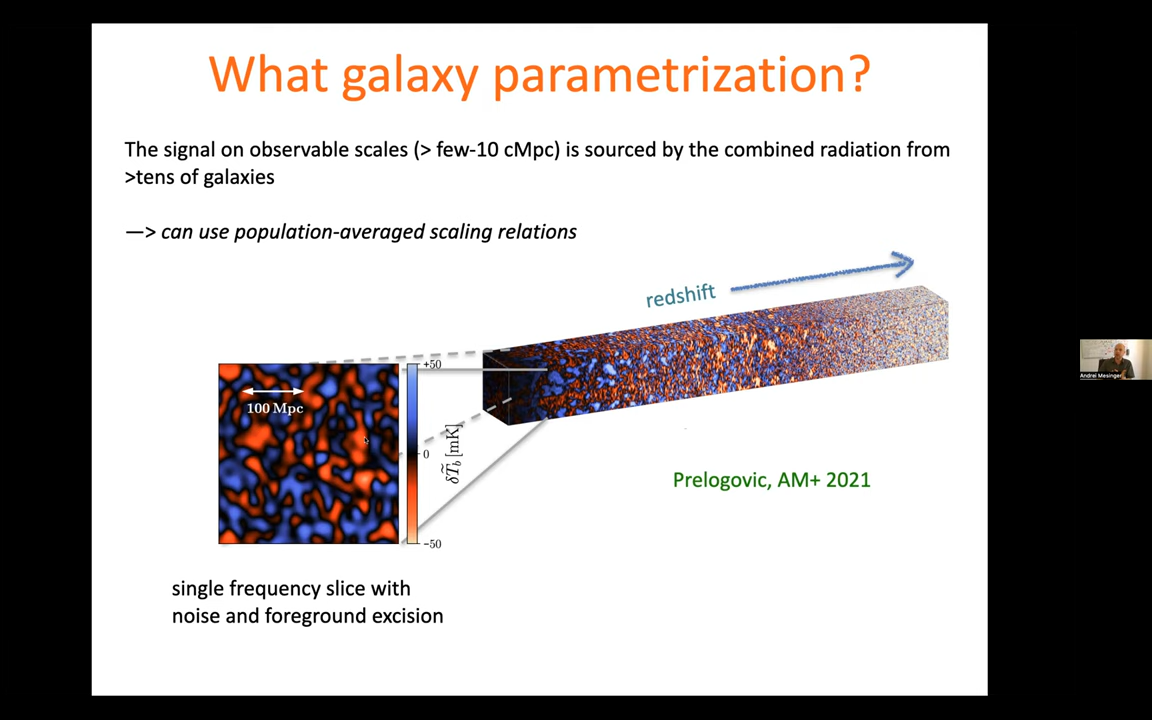 What galaxy parametrization?
The signal on observable scales (> few-10 cMpc) is sourced by the combined radiation from
>tens of galaxies
—> can use population-averaged scaling relations
redshift
+50
100 Mpc
0
δT̃b [mK]
−50
Andrei Mesinger
Prelogovic, AM+ 2021
single frequency slice with
noise and foreground excision